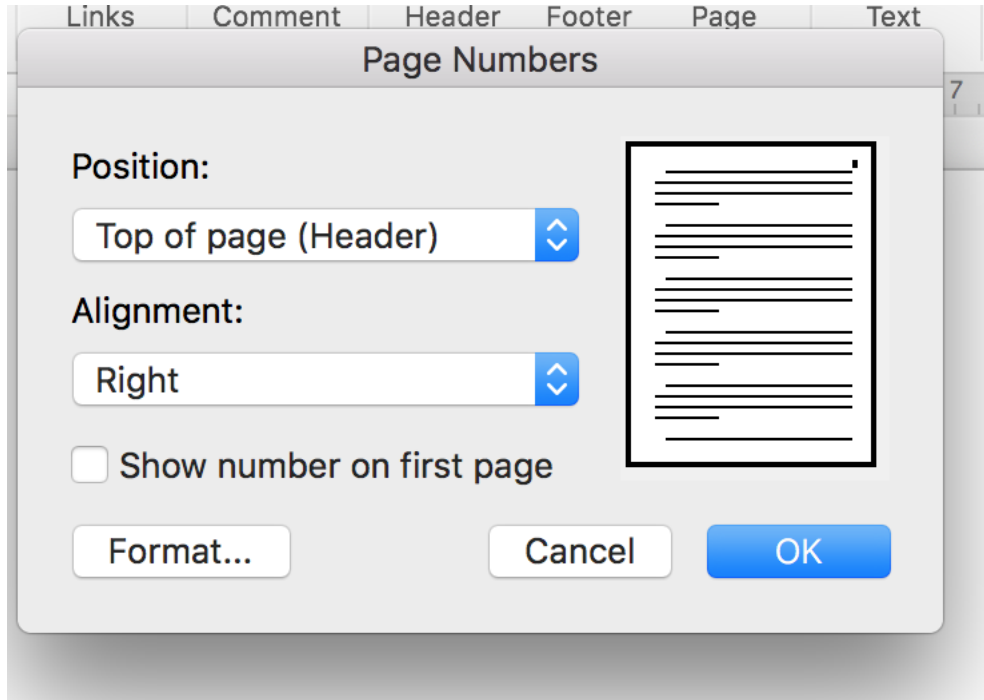 Links Comment Header Footer Page Text
Page Numbers
7
Position:
Top of page (Header)
Alignment:
Right
Show number on first page
Format... Cancel OK